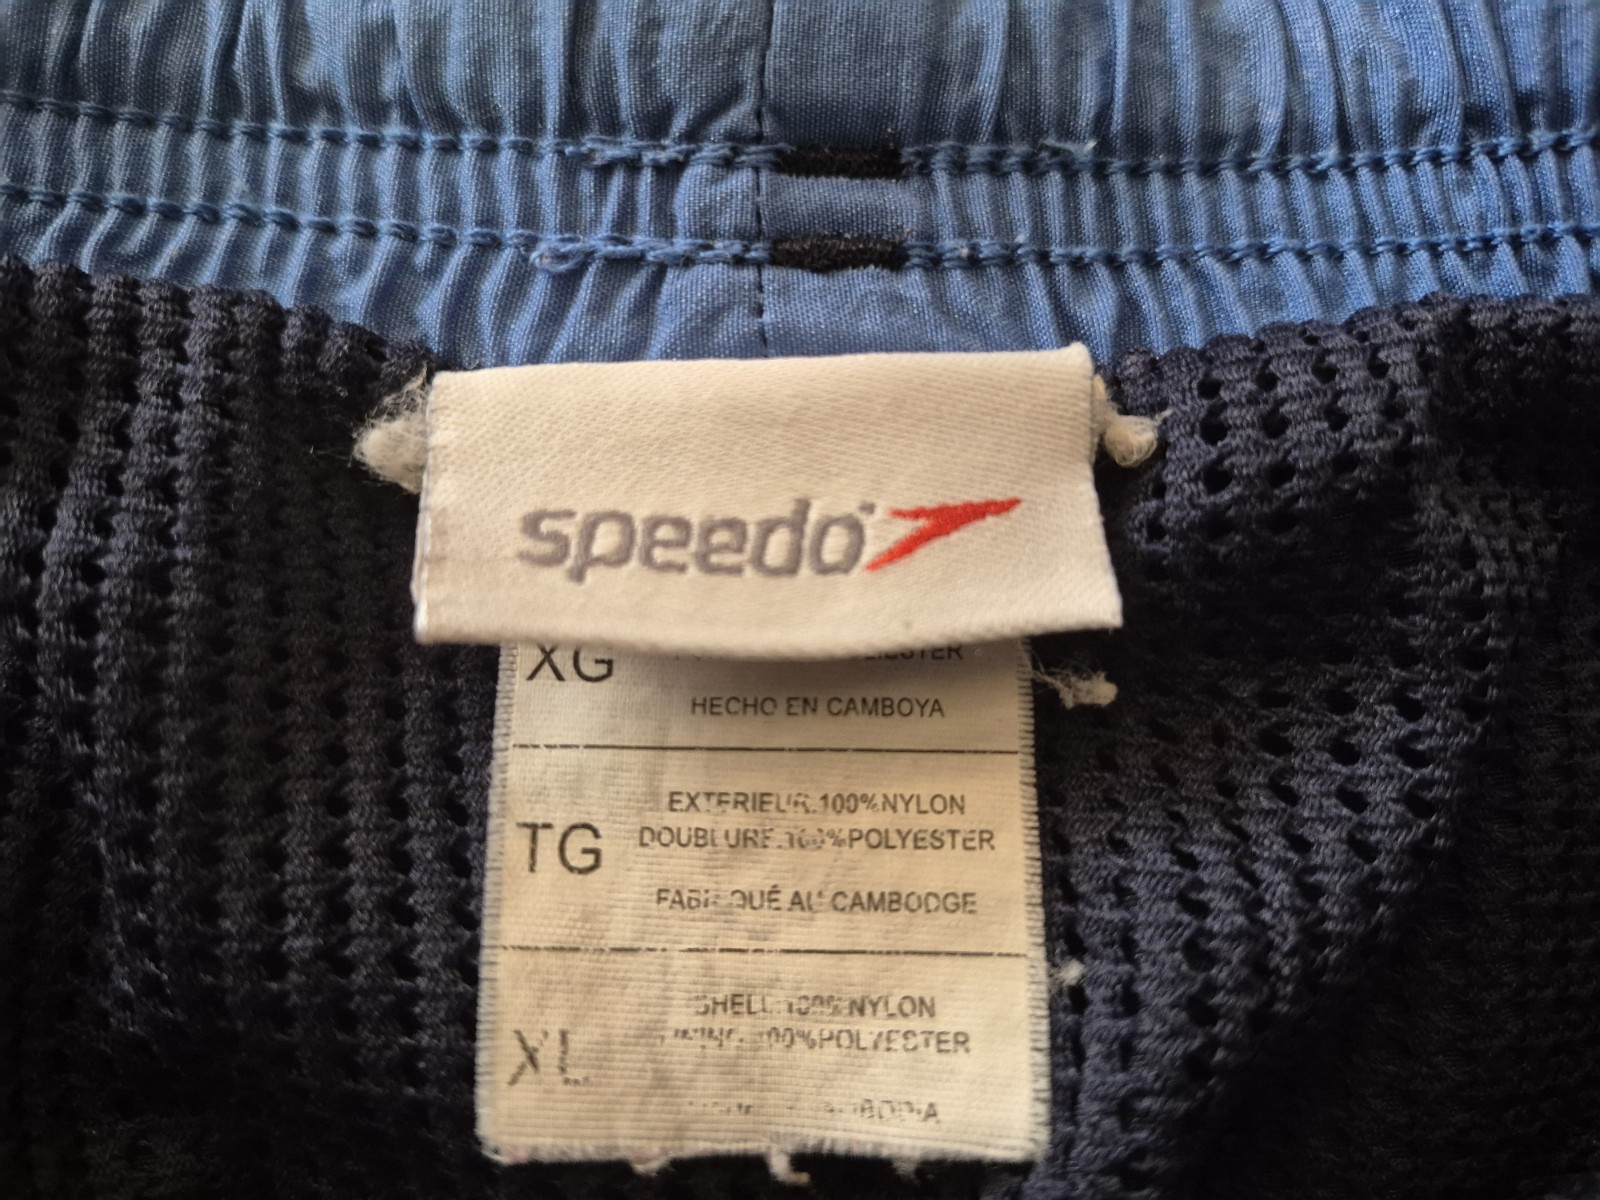 speedo
XG
HECHO EN CAMBOYA
TG
EXTERIEUR:100%NYLON
DOUBLURE:100%POLYESTER
FABRIQUÉ AU CAMBODGE
XL
SHELL:100%NYLON
100%POLYESTER